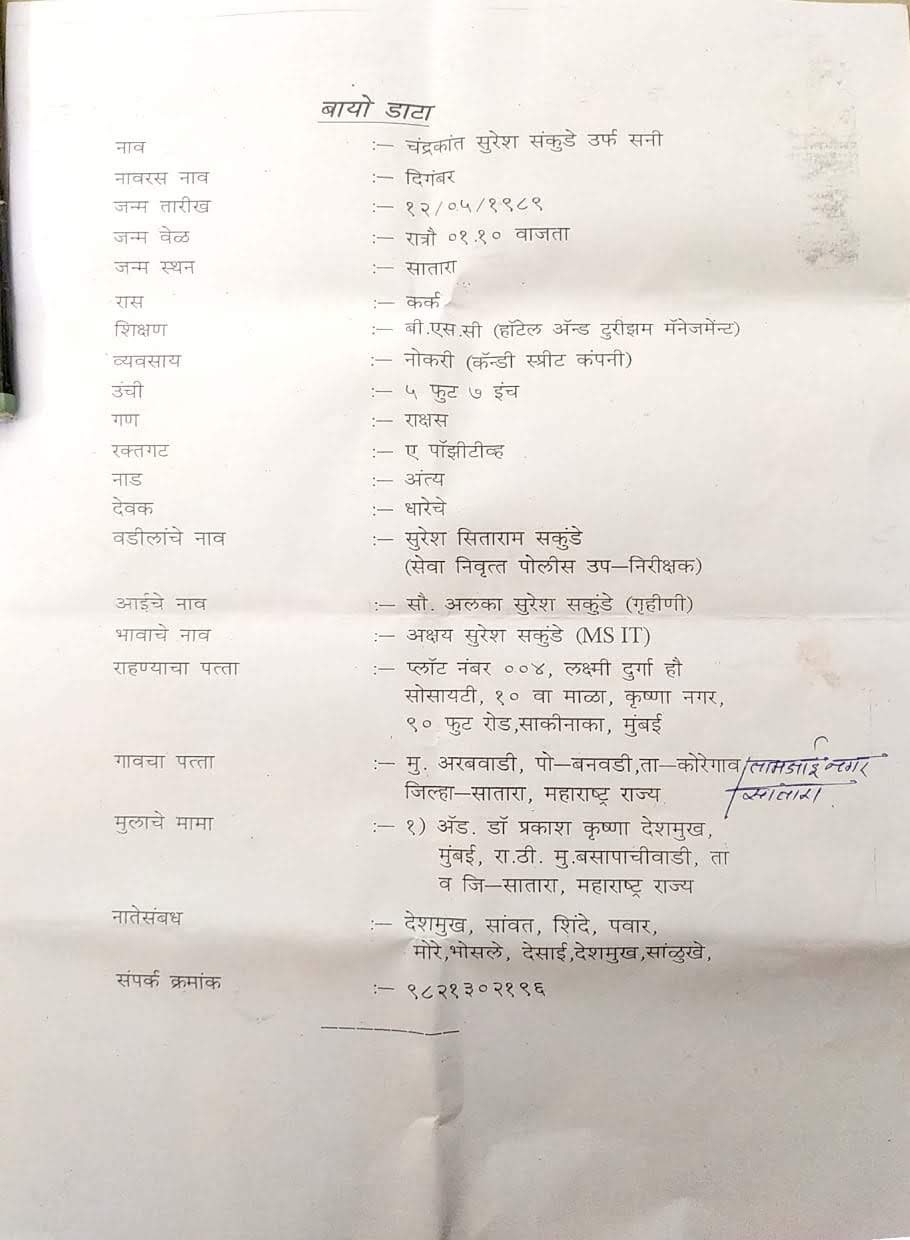 बायो डाटा
नाव :— चंद्रकांत सुरेश संकुडे उर्फ सनी
नावरस नाव :— दिगंबर
जन्म तारीख :— १२/०५/१९८९
जन्म वेळ :— रात्रौ ०१.१० वाजता
जन्म स्थन :— सातारा
रास :— कर्क
शिक्षण :— बी.एस.सी (हॉटेल ॲन्ड टुरीझम मॅनेजमेंन्ट)
व्यवसाय :— नोकरी (कॅन्डी स्प्रीट कंपनी)
उंची :— ५ फुट ७ इंच
गण :— राक्षस
रक्तगट :— ए पॉझीटीव्ह
नाड :— अंत्य
देवक :— धारेचे
वडीलांचे नाव :— सुरेश सिताराम सकुंडे
(सेवा निवृत्त पोलीस उप—निरीक्षक)
आईचे नाव :— सौ. अलका सुरेश सकुंडे (गृहीणी)
भावाचे नाव :— अक्षय सुरेश सकुंडे (MS IT)
राहण्याचा पत्ता :— प्लॉट नंबर ००४, लक्ष्मी दुर्गा हौ
सोसायटी, १० वा माळा, कृष्णा नगर,
९० फुट रोड,साकीनाका, मुंबई
गावचा पत्ता :— मु. अरबवाडी, पो—बनवडी,ता—कोरेगाव नगर
जिल्हा—सातारा, महाराष्ट्र राज्य सातारा
मुलाचे मामा :— १) ॲड. डॉ प्रकाश कृष्णा देशमुख,
मुंबई, रा.ठी. मु.बसापाचीवाडी, ता
व जि—सातारा, महाराष्ट्र राज्य
नातेसंबध :— देशमुख, सांवत, शिंदे, पवार,
मोरे,भोसले, देसाई,देशमुख,सांळुखे,
संपर्क क्रमांक :— ९८२१३०२१९६